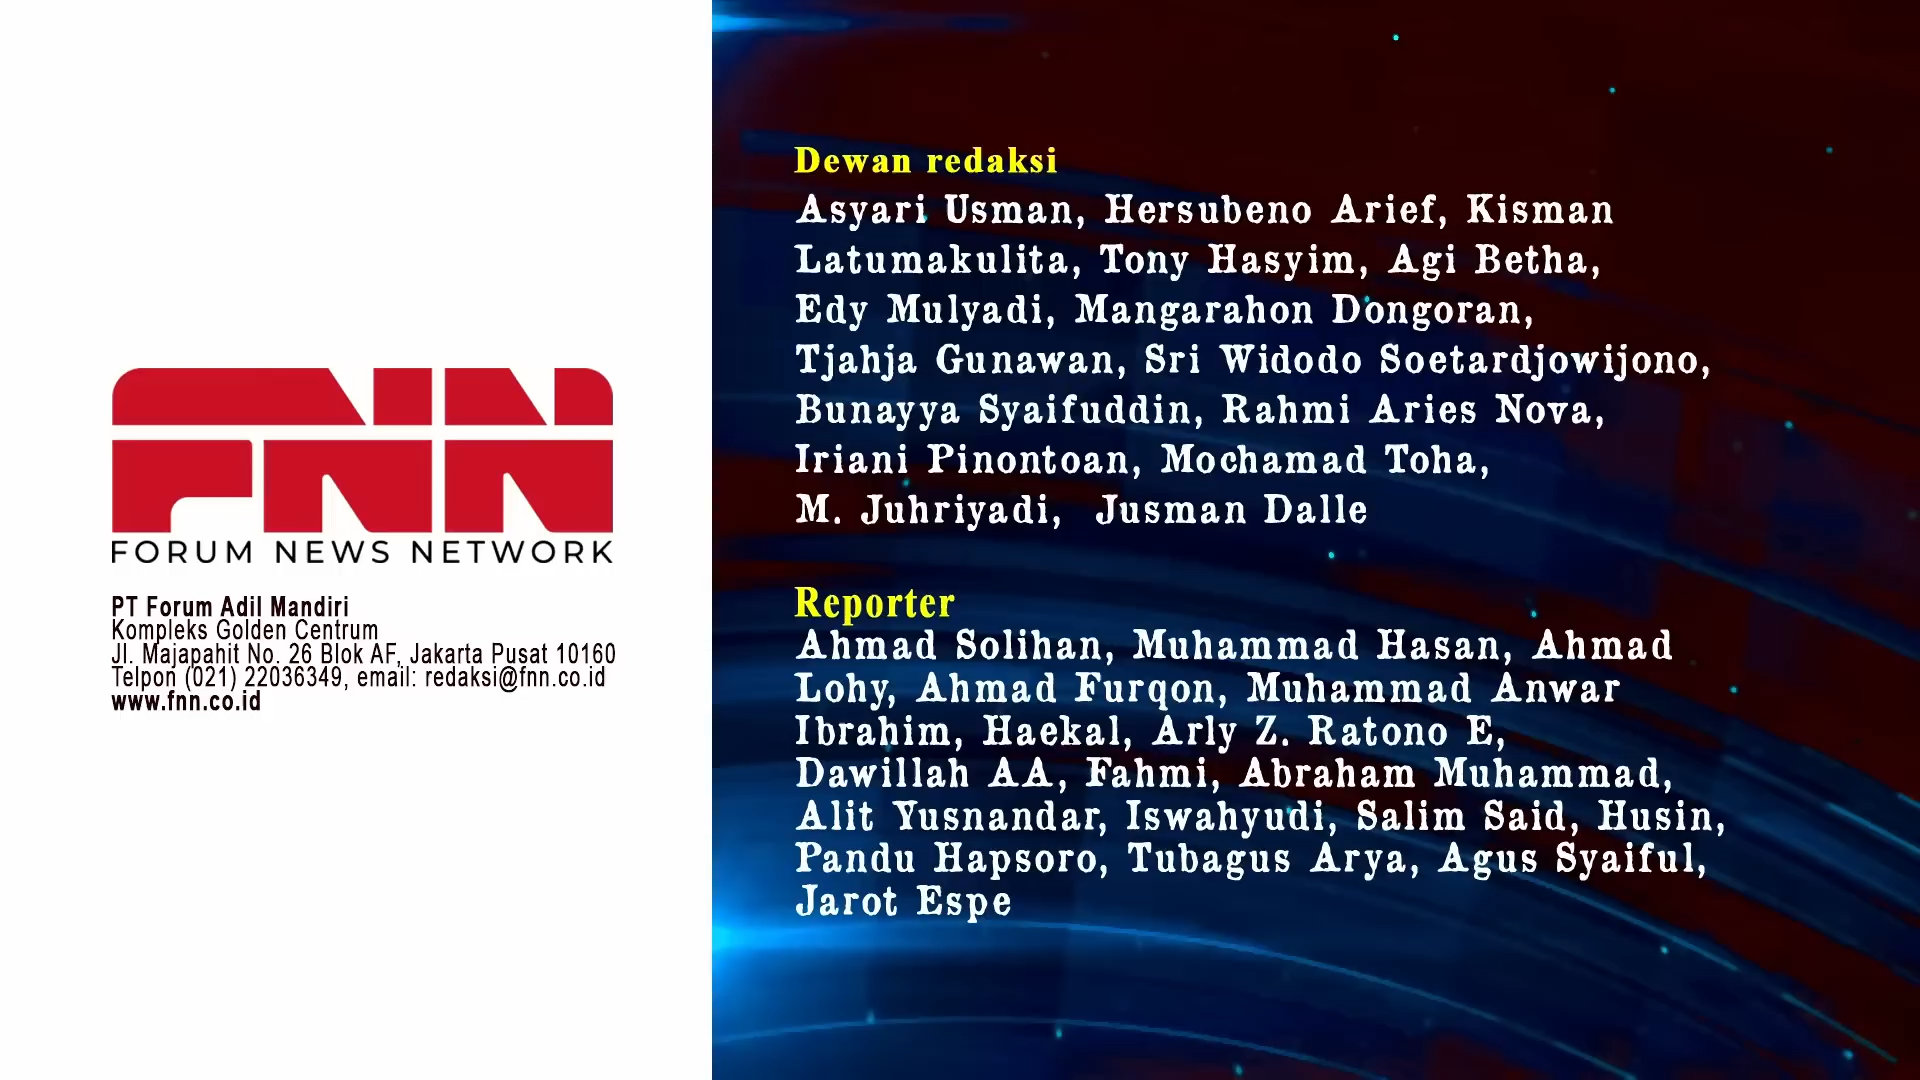 FNN
FORUM NEWS NETWORK
PT Forum Adil Mandiri
Kompleks Golden Centrum
Jl. Majapahit No. 26 Blok AF, Jakarta Pusat 10160
Telpon (021) 22036349, email: redaksi@fnn.co.id
www.fnn.co.id
Dewan redaksi
Asyari Usman, Hersubeno Arief, Kisman
Latumakulita, Tony Hasyim, Agi Betha,
Edy Mulyadi, Mangarahon Dongoran,
Tjahja Gunawan, Sri Widodo Soetardjowijono,
Bunayya Syaifuddin, Rahmi Aries Nova,
Iriani Pinontoan, Mochamad Toha,
M. Juhriyadi,  Jusman Dalle
Reporter
Ahmad Solihan, Muhammad Hasan, Ahmad
Lohy, Ahmad Furqon, Muhammad Anwar
Ibrahim, Haekal, Arly Z. Ratono E,
Dawillah AA, Fahmi, Abraham Muhammad,
Alit Yusnandar, Iswahyudi, Salim Said, Husin,
Pandu Hapsoro, Tubagus Arya, Agus Syaiful,
Jarot Espe